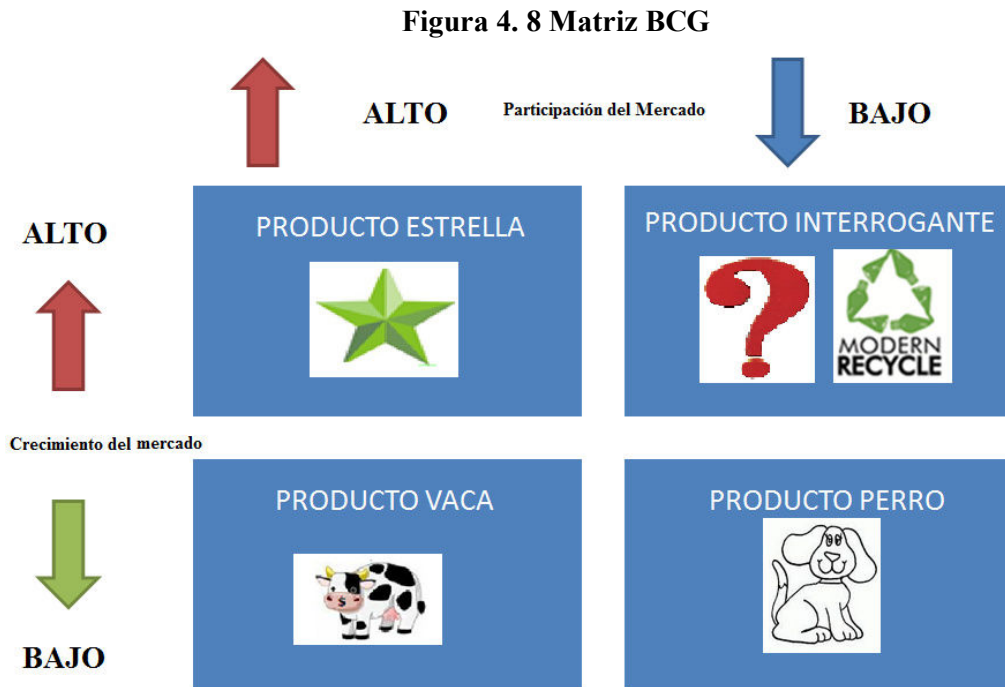 Figura 4. 8 Matriz BCG
ALTO
Participación del Mercado
BAJO
ALTO
PRODUCTO ESTRELLA
PRODUCTO INTERROGANTE
?
MODERN
RECYCLE
Crecimiento del mercado
PRODUCTO VACA
$
PRODUCTO PERRO
BAJO